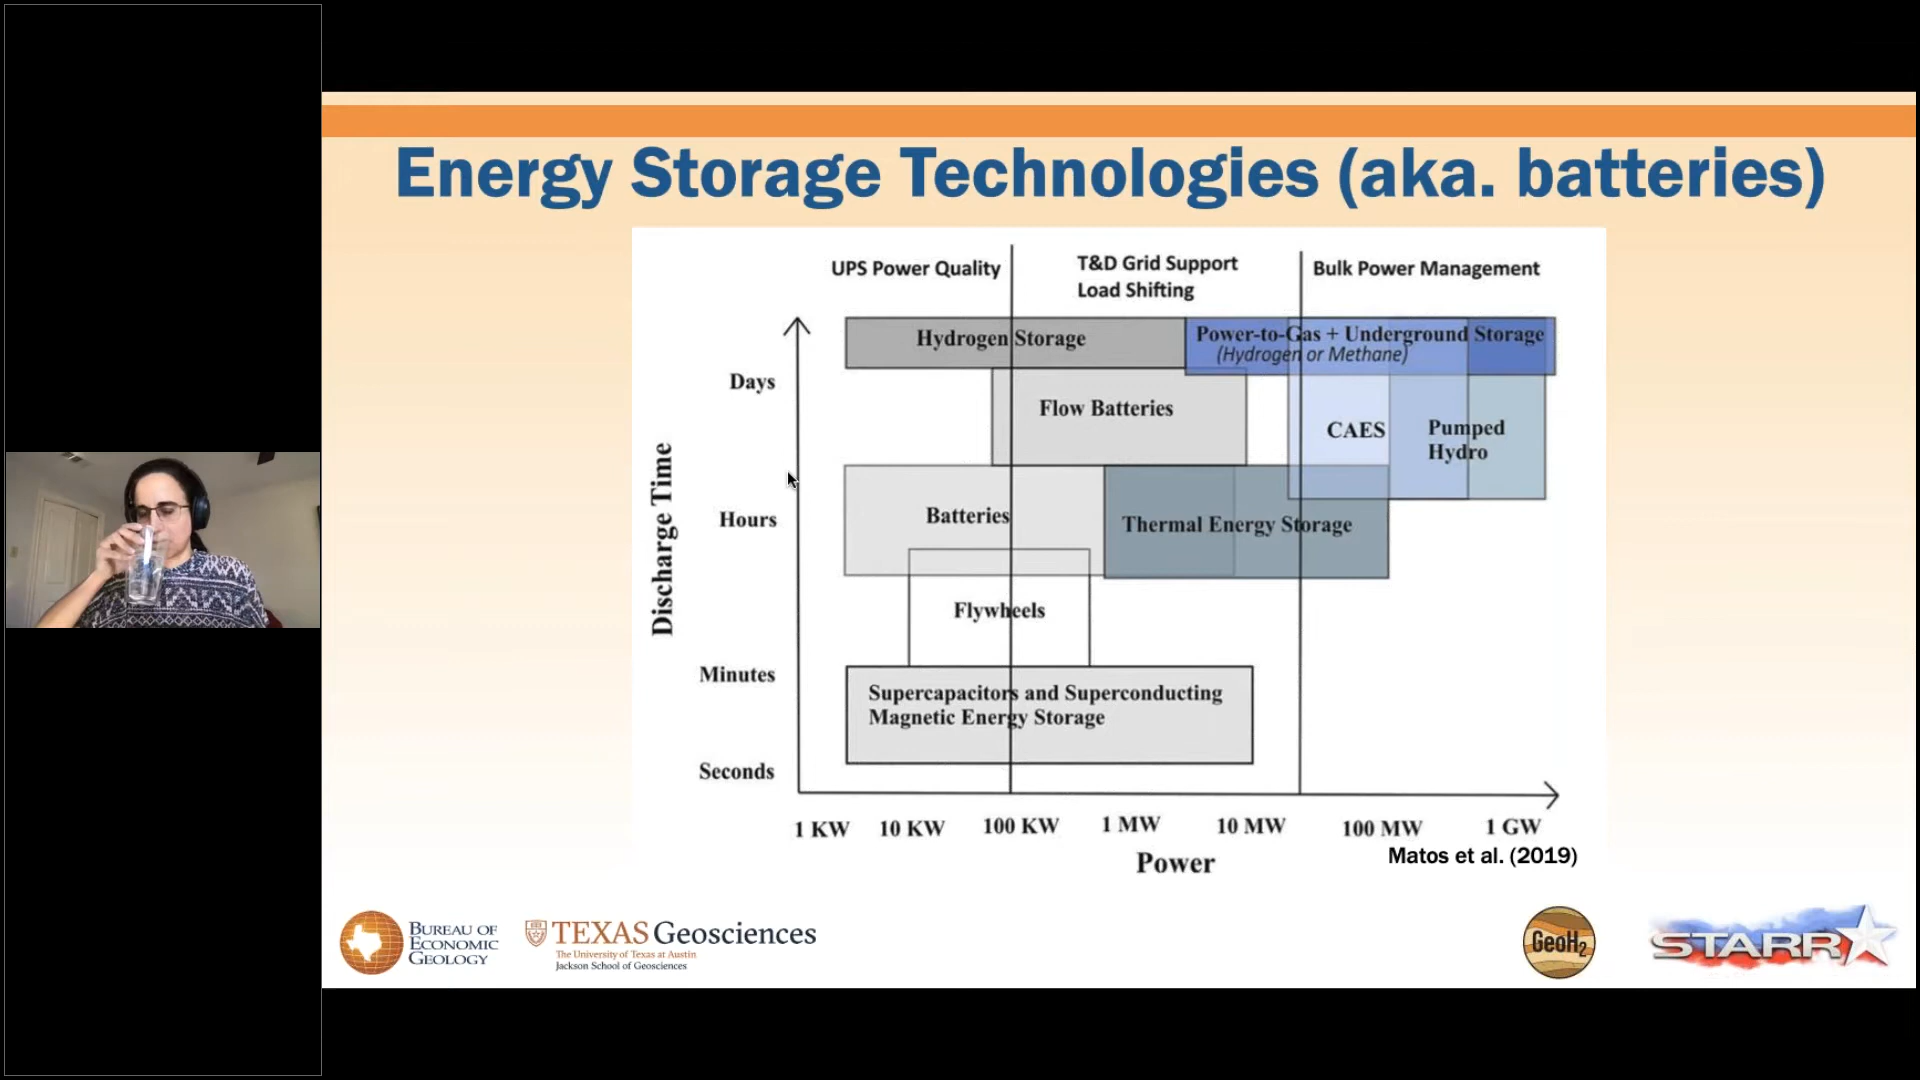 Energy Storage Technologies (aka. batteries)
UPS Power Quality
T&D Grid Support
Load Shifting
Bulk Power Management
Hydrogen Storage
Power-to-Gas + Underground Storage
(Hydrogen or Methane)
Days
Flow Batteries
CAES
Pumped
Hydro
Discharge Time
Hours
Batteries
Thermal Energy Storage
Flywheels
Minutes
Supercapacitors and Superconducting
Magnetic Energy Storage
Seconds
1 KW 10 KW 100 KW 1 MW 10 MW 100 MW 1 GW
Power
Matos et al. (2019)
BUREAU OF
ECONOMIC
GEOLOGY
TEXAS Geosciences
The University of Texas at Austin
Jackson School of Geosciences
GeoH2
STARR